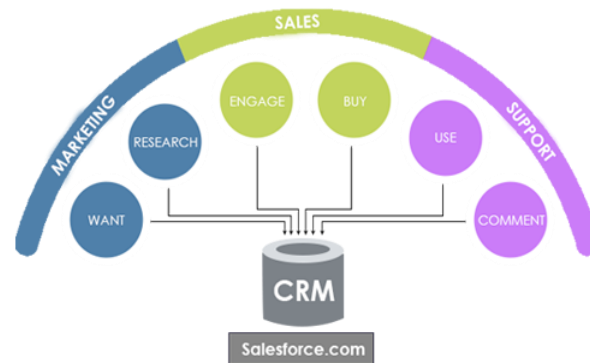 SALES
MARKETING
SUPPORT
ENGAGE
BUY
RESEARCH
USE
WANT
COMMENT
CRM
Salesforce.com